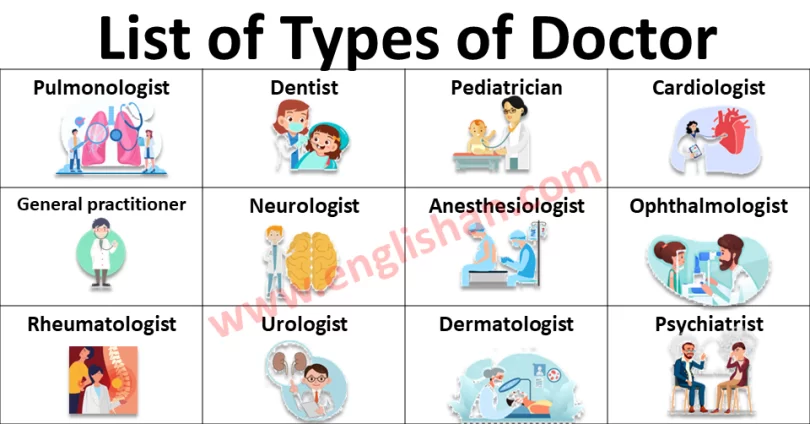 List of Types of Doctor
Pulmonologist
Dentist
Pediatrician
Cardiologist
General practitioner
Neurologist
Anesthesiologist
Ophthalmologist
Rheumatologist
Urologist
Dermatologist
Psychiatrist
www.englishan.com